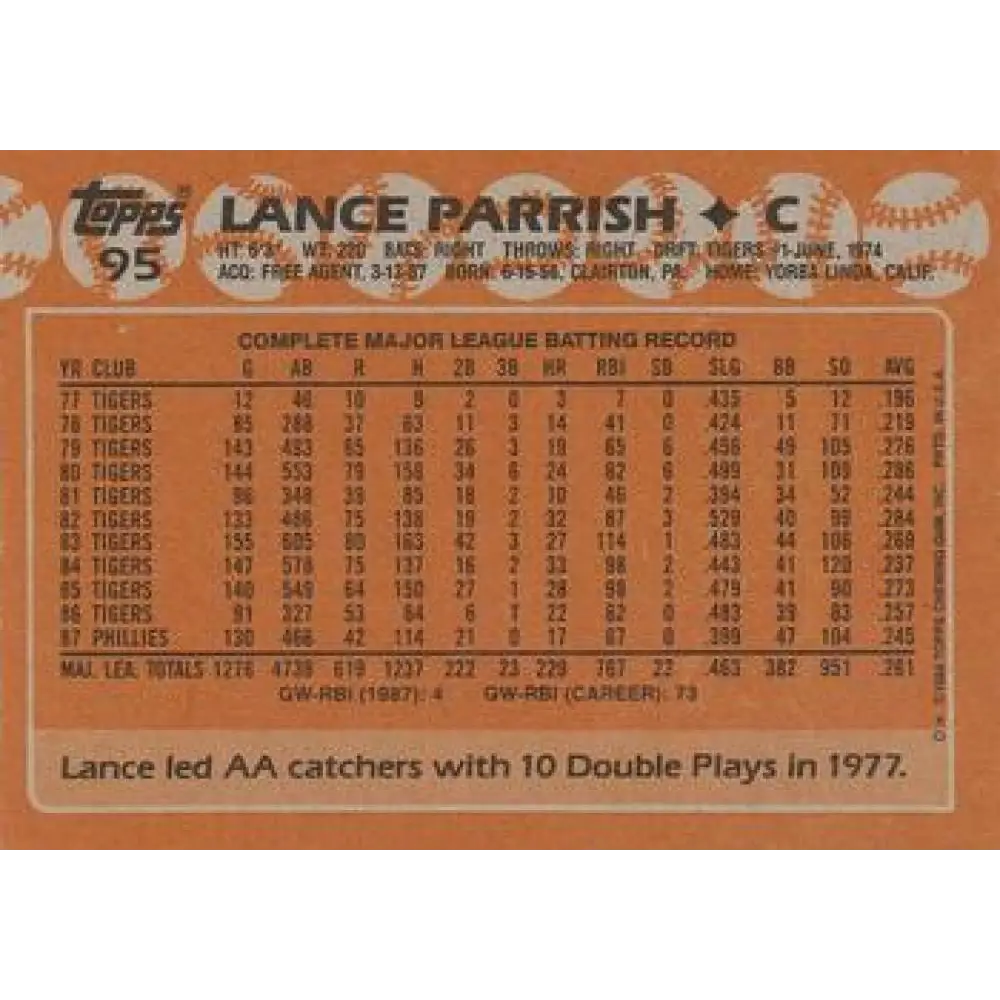 Topps LANCE PARRISH ✦ C
95 HT: 6'3" WT: 220 BATS: RIGHT THROWS: RIGHT DRFT: TIGERS #1-JUNE, 1974
ACQ: FREE AGENT, 3-13-87 BORN: 6-15-56, CLAIRTON, PA. HOME: YORBA LINDA, CALIF.
COMPLETE MAJOR LEAGUE BATTING RECORD
YR CLUB G AB R H 2B 3B HR RBI SB SLG BB SO AVG
77 TIGERS 12 46 10 9 2 0 3 7 0 .435 5 12 .196
78 TIGERS 85 288 37 63 11 3 14 41 0 .424 11 71 .219
79 TIGERS 143 493 65 136 26 3 19 65 6 .456 49 105 .276
80 TIGERS 144 553 79 158 34 6 24 82 6 .499 31 109 .286
81 TIGERS 96 348 39 85 18 2 10 46 2 .394 34 52 .244
82 TIGERS 133 486 75 138 19 2 32 87 3 .529 40 99 .284
83 TIGERS 155 605 80 163 42 3 27 114 1 .483 44 106 .269
84 TIGERS 147 578 75 137 16 2 33 98 2 .443 41 120 .237
85 TIGERS 140 549 64 150 27 1 28 98 2 .479 41 90 .273
86 TIGERS 91 327 53 84 6 1 22 62 0 .483 39 83 .257
87 PHILLIES 130 466 42 114 21 0 17 67 0 .399 47 104 .245
MAJ. LEA. TOTALS 1276 4739 619 1237 222 23 229 767 22 .463 382 951 .261
GW-RBI (1987): 4 GW-RBI (CAREER): 73
Lance led AA catchers with 10 Double Plays in 1977.
TOPPS CHEWING GUM, INC. PRTD. IN U.S.A.